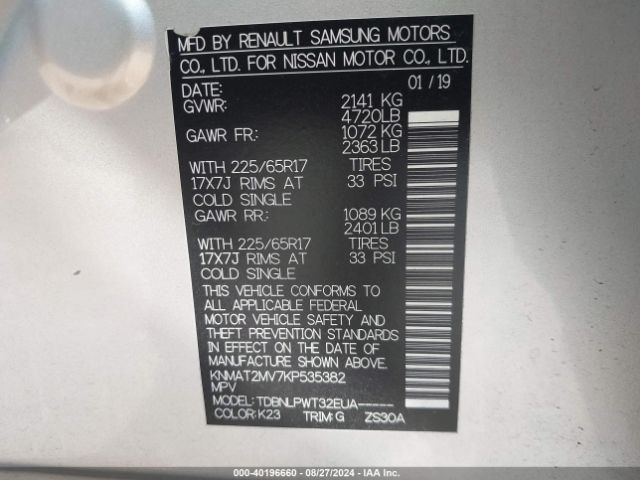 MFD BY RENAULT SAMSUNG MOTORS
CO., LTD. FOR NISSAN MOTOR CO., LTD.
DATE: 01 / 19
GVWR: 2141 KG
4720LB
GAWR FR: 1072 KG
2363LB
WITH 225/65R17 TIRES
17X7J RIMS AT 33 PSI
COLD SINGLE
GAWR RR: 1089 KG
2401LB
WITH 225/65R17 TIRES
17X7J RIMS AT 33 PSI
COLD SINGLE
THIS VEHICLE CONFORMS TO
ALL APPLICABLE FEDERAL
MOTOR VEHICLE SAFETY AND
THEFT PREVENTION STANDARDS
IN EFFECT ON THE DATE OF
MANUFACTURE SHOWN ABOVE.
KNMAT2MV7KP535382
MPV
MODEL: TDBNLPWT32EUA-----
COLOR: K23 TRIM: G ZS30A
000-40196660 - 08/27/2024 - IAA Inc.